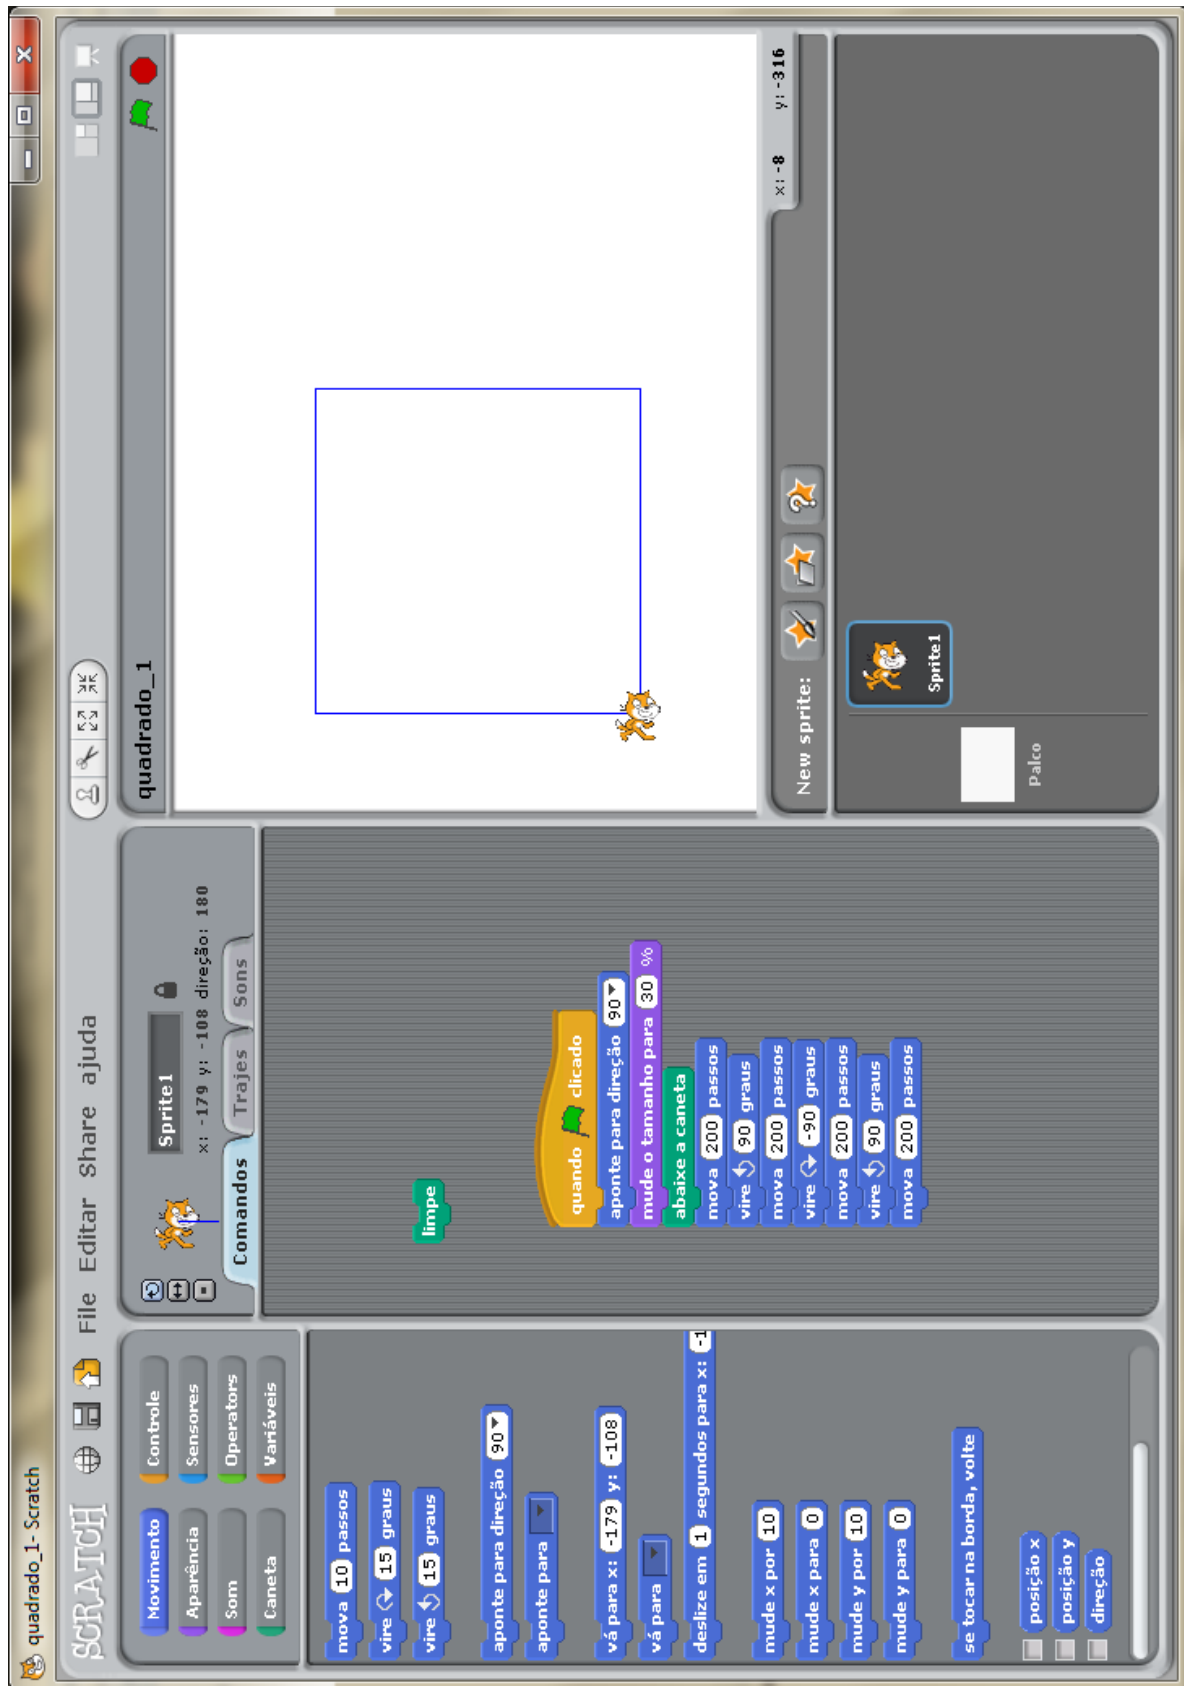 quadrado_1 - Scratch
SCRATCH File Editar Share ajuda
Movimento Controle
Aparência Sensores
Som Operators
Caneta Variáveis
mova 10 passos
vire 15 graus
vire 15 graus
aponte para direção 90
aponte para
vá para x: -179 y: -108
vá para
deslize em 1 segundos para x: -1
mude x por 10
mude x para 0
mude y por 10
mude y para 0
se tocar na borda, volte
posição x
posição y
direção
Sprite1
x: -179 y: -108 direção: 180
Comandos Trajes Sons
limpe
quando clicado
aponte para direção 90
mude o tamanho para 30 %
abaixe a caneta
mova 200 passos
vire 90 graus
mova 200 passos
vire -90 graus
mova 200 passos
vire 90 graus
mova 200 passos
quadrado_1
x: -8 y: -316
New sprite:
Sprite1
Palco